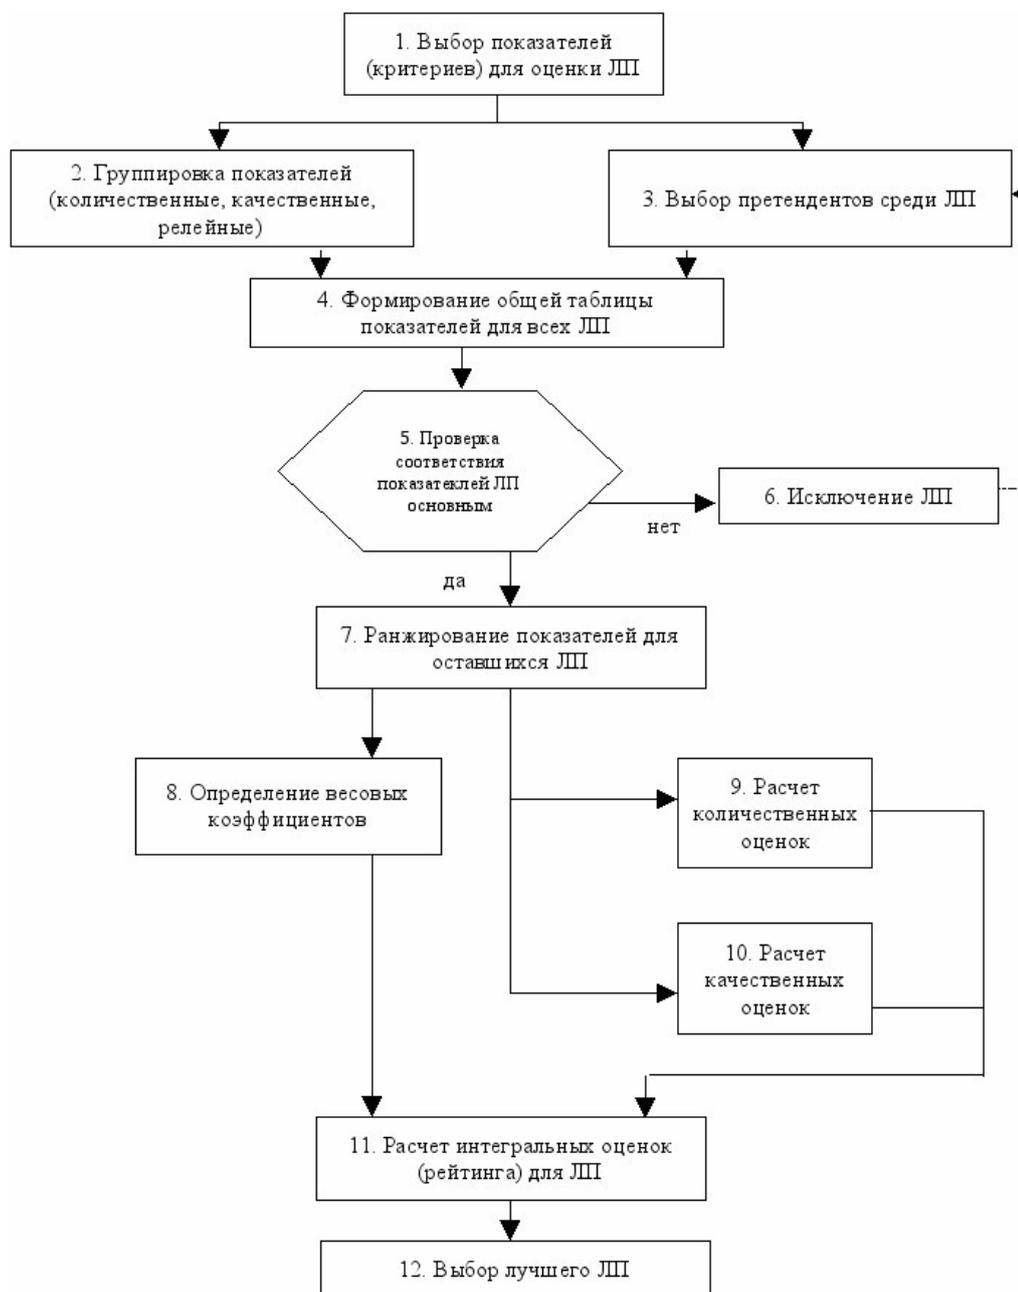 1. Выбор показателей
(критериев) для оценки ЛП
2. Группировка показателей
(количественные, качественные,
релейные)
3. Выбор претендентов среди ЛП
4. Формирование общей таблицы
показателей для всех ЛП
5. Проверка
соответствия
показатеклей ЛП
основным
6. Исключение ЛП
нет
да
7. Ранжирование показателей для
оставшихся ЛП
8. Определение весовых
коэффициентов
9. Расчет
количественных
оценок
10. Расчет
качественных
оценок
11. Расчет интегральных оценок
(рейтинга) для ЛП
12. Выбор лучшего ЛП